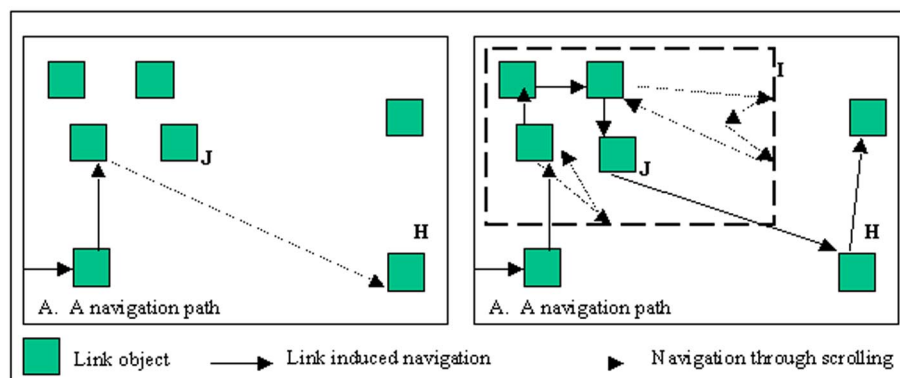 I
J
J
H
H
A. A navigation path
A. A navigation path
Link object
Link induced navigation
Navigation through scrolling